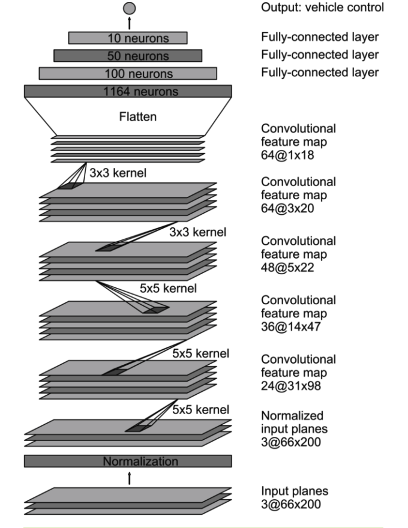 Output: vehicle control
10 neurons
Fully-connected layer
50 neurons
Fully-connected layer
100 neurons
Fully-connected layer
1164 neurons
Flatten
Convolutional
feature map
64@1x18
3x3 kernel
Convolutional
feature map
64@3x20
3x3 kernel
Convolutional
feature map
48@5x22
5x5 kernel
Convolutional
feature map
36@14x47
5x5 kernel
Convolutional
feature map
24@31x98
5x5 kernel
Normalized
input planes
3@66x200
Normalization
Input planes
3@66x200